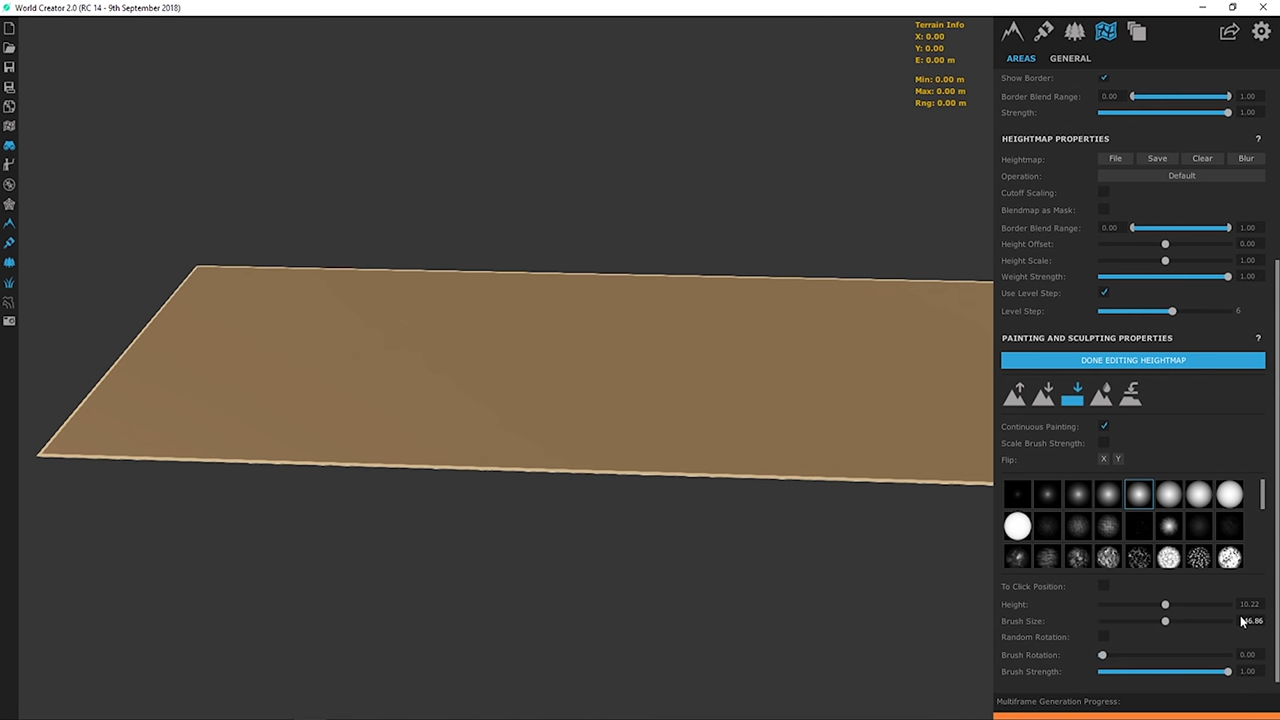 World Creator 2.0 (RC 14 - 9th September 2018)
Terrain Info
X: 0.00
Y: 0.00
E: 0.00 m
Min: 0.00 m
Max: 0.00 m
Rng: 0.00 m
AREAS GENERAL
Show Border:
Border Blend Range: 0.00 1.00
Strength: 1.00
HEIGHTMAP PROPERTIES ?
Heightmap: File Save Clear Blur
Operation: Default
Cutoff Scaling:
Blendmap as Mask:
Border Blend Range: 0.00 1.00
Height Offset: 0.00
Height Scale: 1.00
Weight Strength: 1.00
Use Level Step:
Level Step: 6
PAINTING AND SCULPTING PROPERTIES ?
DONE EDITING HEIGHTMAP
Continuous Painting:
Scale Brush Strength:
Flip: X Y
To Click Position:
Height: 10.22
Brush Size:
Random Rotation:
Brush Rotation: 0.00
Brush Strength: 1.00
Multiframe Generation Progress: